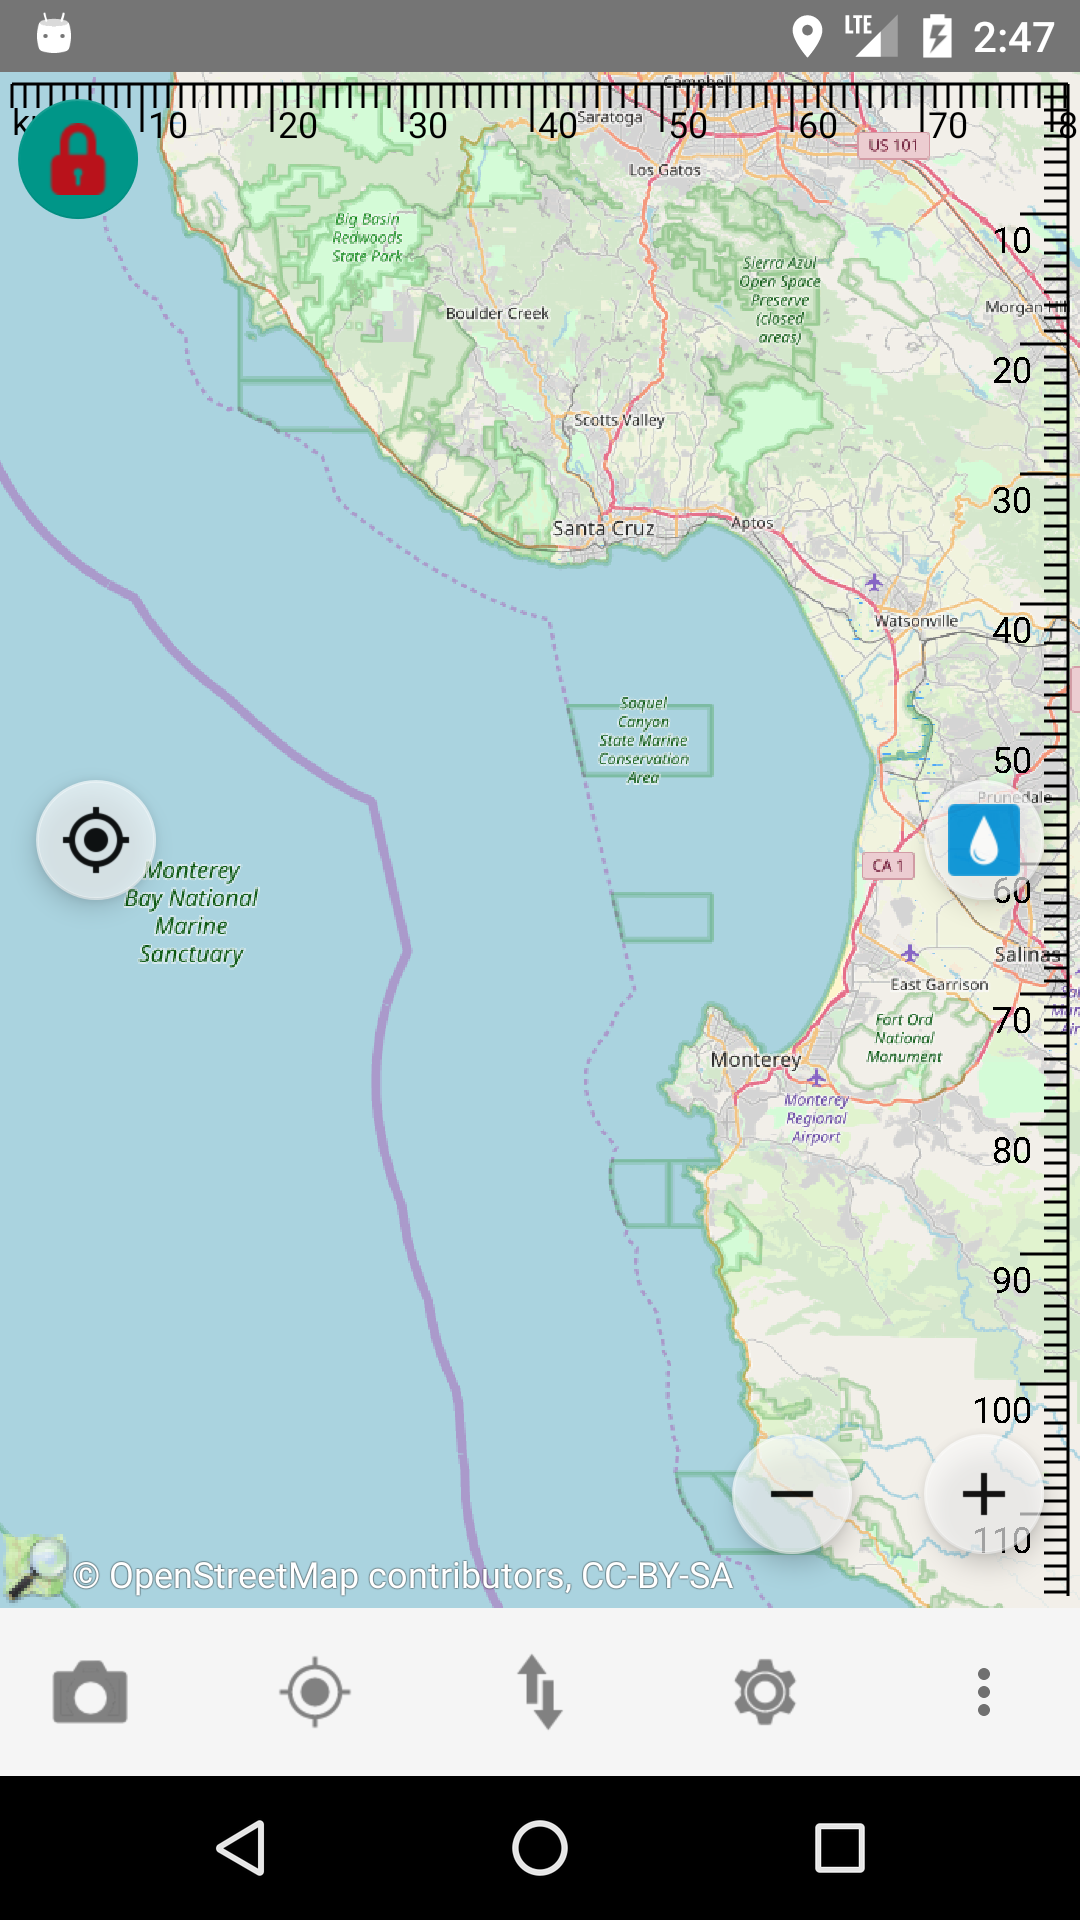 LTE
2:47
Campbell
10
20
30
40
50
60
70
Saratoga
US 101
Los Gatos
Big Basin
Redwoods
State Park
Sierra Azul
Open Space
Preserve
(closed
areas)
10
Boulder Creek
20
Scotts Valley
30
Santa Cruz
Aptos
Watsonville
40
Soquel
Canyon
State Marine
Conservation
Area
50
Prunedale
CA 1
60
Monterey
Bay National
Marine
Sanctuary
Salinas
East Garrison
70
Fort Ord
National
Monument
Monterey
Monterey
Regional
Airport
80
90
100
110
© OpenStreetMap contributors, CC-BY-SA